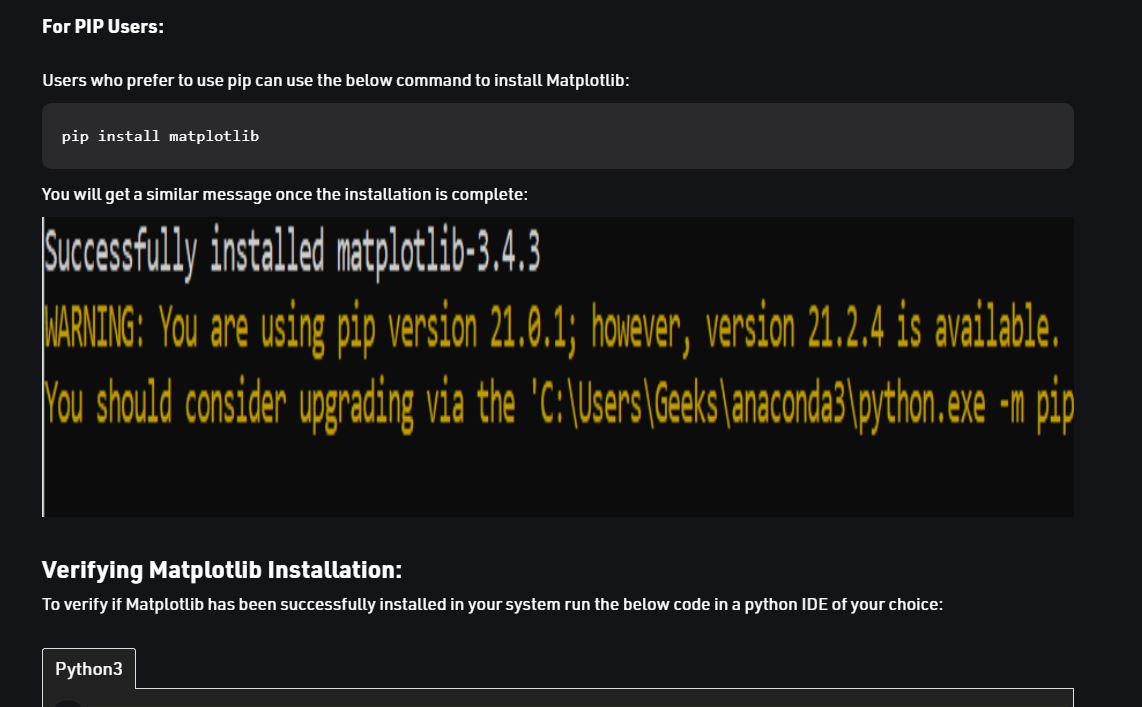 For PIP Users:
Users who prefer to use pip can use the below command to install Matplotlib:
pip install matplotlib
You will get a similar message once the installation is complete:
Successfully installed matplotlib-3.4.3
WARNING: You are using pip version 21.0.1; however, version 21.2.4 is available.
You should consider upgrading via the 'C:\Users\Geeks\anaconda3\python.exe -m pip
Verifying Matplotlib Installation:
To verify if Matplotlib has been successfully installed in your system run the below code in a python IDE of your choice:
Python3